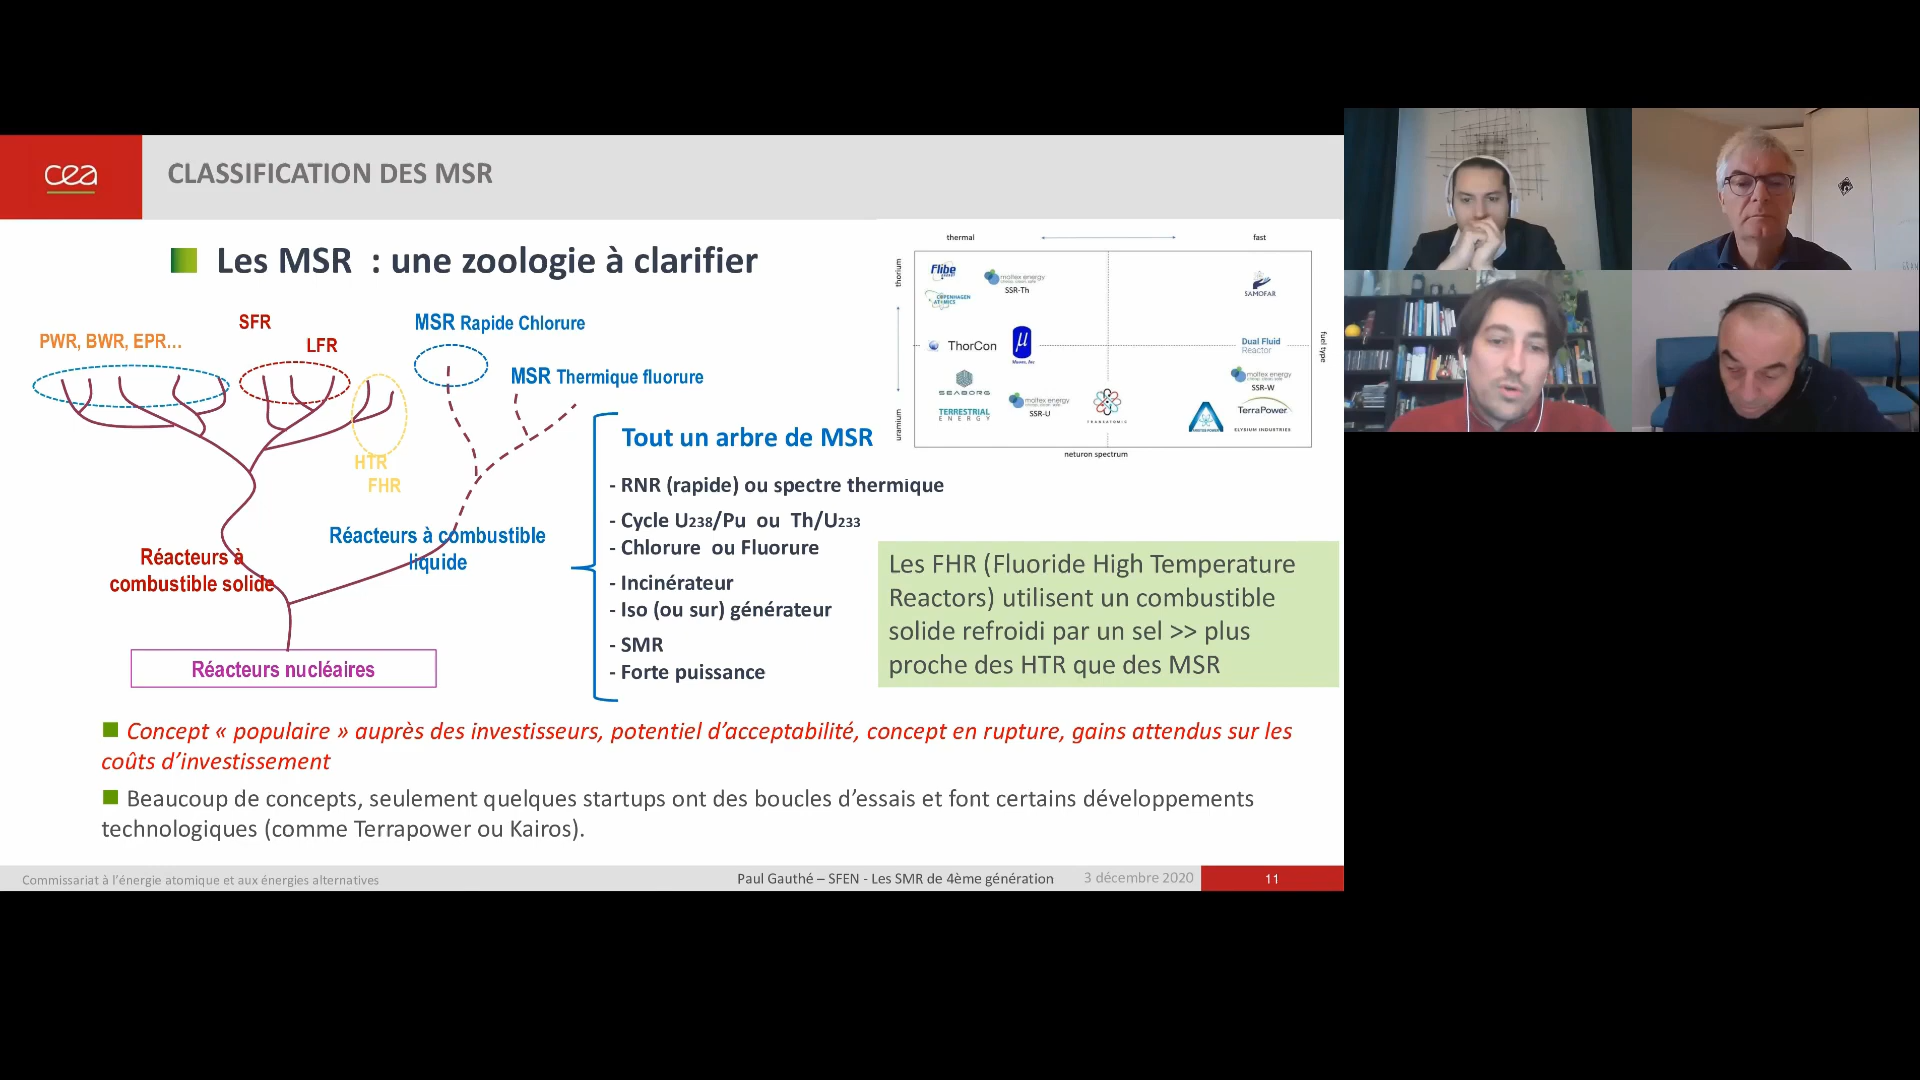 cea
CLASSIFICATION DES MSR
Les MSR : une zoologie à clarifier
PWR, BWR, EPR...
SFR
LFR
MSR Rapide Chlorure
MSR Thermique fluorure
HTR
FHR
Réacteurs à combustible liquide
Réacteurs à
combustible solide
Réacteurs nucléaires
Tout un arbre de MSR
- RNR (rapide) ou spectre thermique
- Cycle U238/Pu ou Th/U233
- Chlorure ou Fluorure
- Incinérateur
- Iso (ou sur) générateur
- SMR
- Forte puissance
thermal
fast
thorium
uranium
fuel type
neturon spectrum
Flibe
COPENHAGEN
ATOMICS
moltex energy
SSR-Th
SAMOFAR
ThorCon
μ
Dual Fluid
Reactor
SEABORG
TERRESTRIAL
ENERGY
moltex energy
SSR-U
TRANSATOMIC
moltex energy
SSR-W
TerraPower
ELYSIUM INDUSTRIES
Les FHR (Fluoride High Temperature
Reactors) utilisent un combustible
solide refroidi par un sel >> plus
proche des HTR que des MSR
Concept « populaire » auprès des investisseurs, potentiel d'acceptabilité, concept en rupture, gains attendus sur les
coûts d'investissement
Beaucoup de concepts, seulement quelques startups ont des boucles d'essais et font certains développements
technologiques (comme Terrapower ou Kairos).
Commissariat à l'énergie atomique et aux énergies alternatives
Paul Gauthé – SFEN - Les SMR de 4ème génération
3 décembre 2020
11